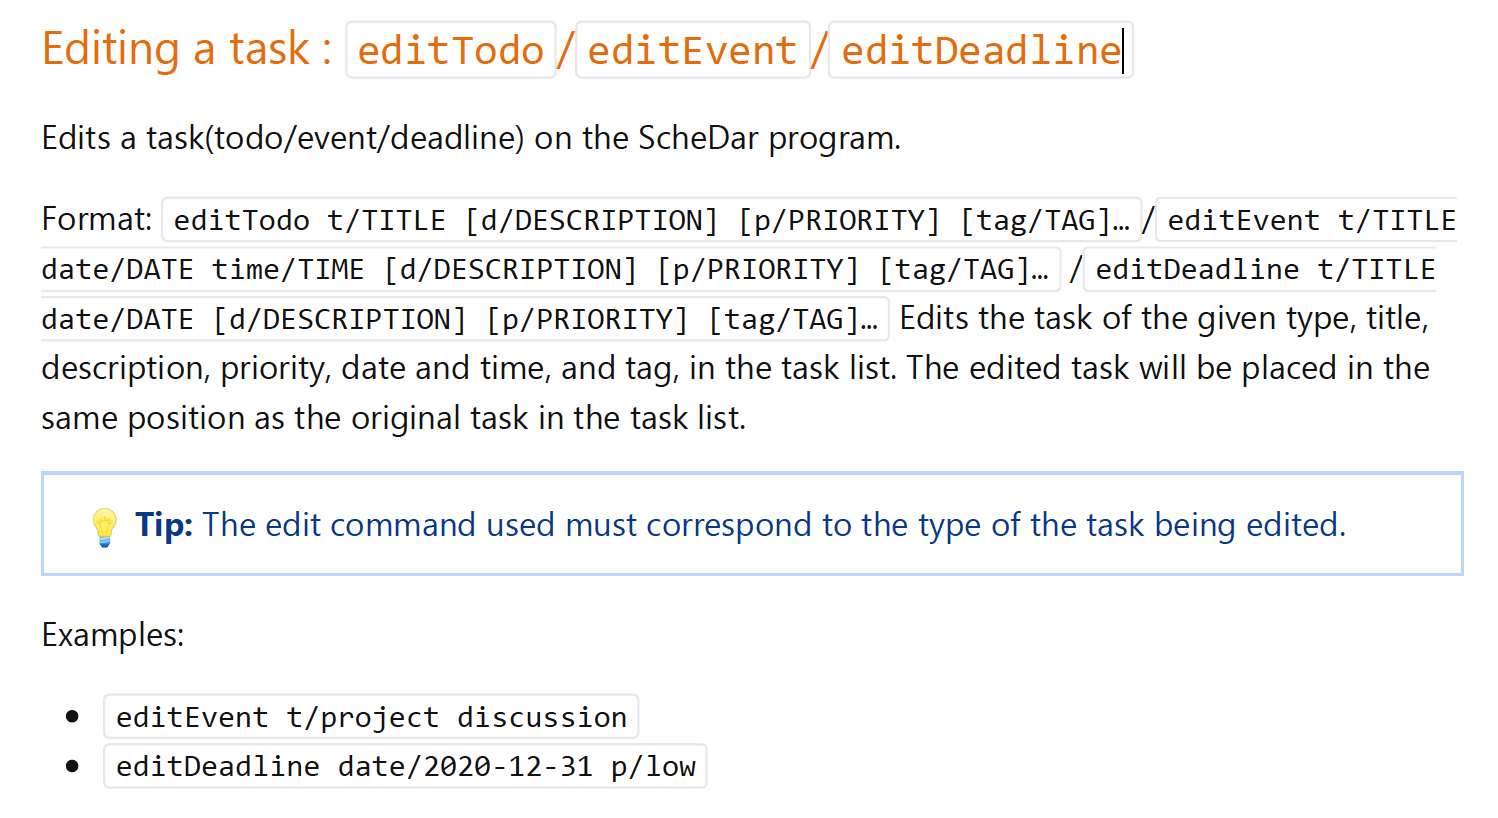 Editing a task : editTodo/editEvent/editDeadline
Edits a task(todo/event/deadline) on the ScheDar program.
Format: editTodo t/TITLE [d/DESCRIPTION] [p/PRIORITY] [tag/TAG]…/editEvent t/TITLE
date/DATE time/TIME [d/DESCRIPTION] [p/PRIORITY] [tag/TAG]… /editDeadline t/TITLE
date/DATE [d/DESCRIPTION] [p/PRIORITY] [tag/TAG]… Edits the task of the given type, title,
description, priority, date and time, and tag, in the task list. The edited task will be placed in the
same position as the original task in the task list.
💡 Tip: The edit command used must correspond to the type of the task being edited.
Examples:
• editEvent t/project discussion
• editDeadline date/2020-12-31 p/low